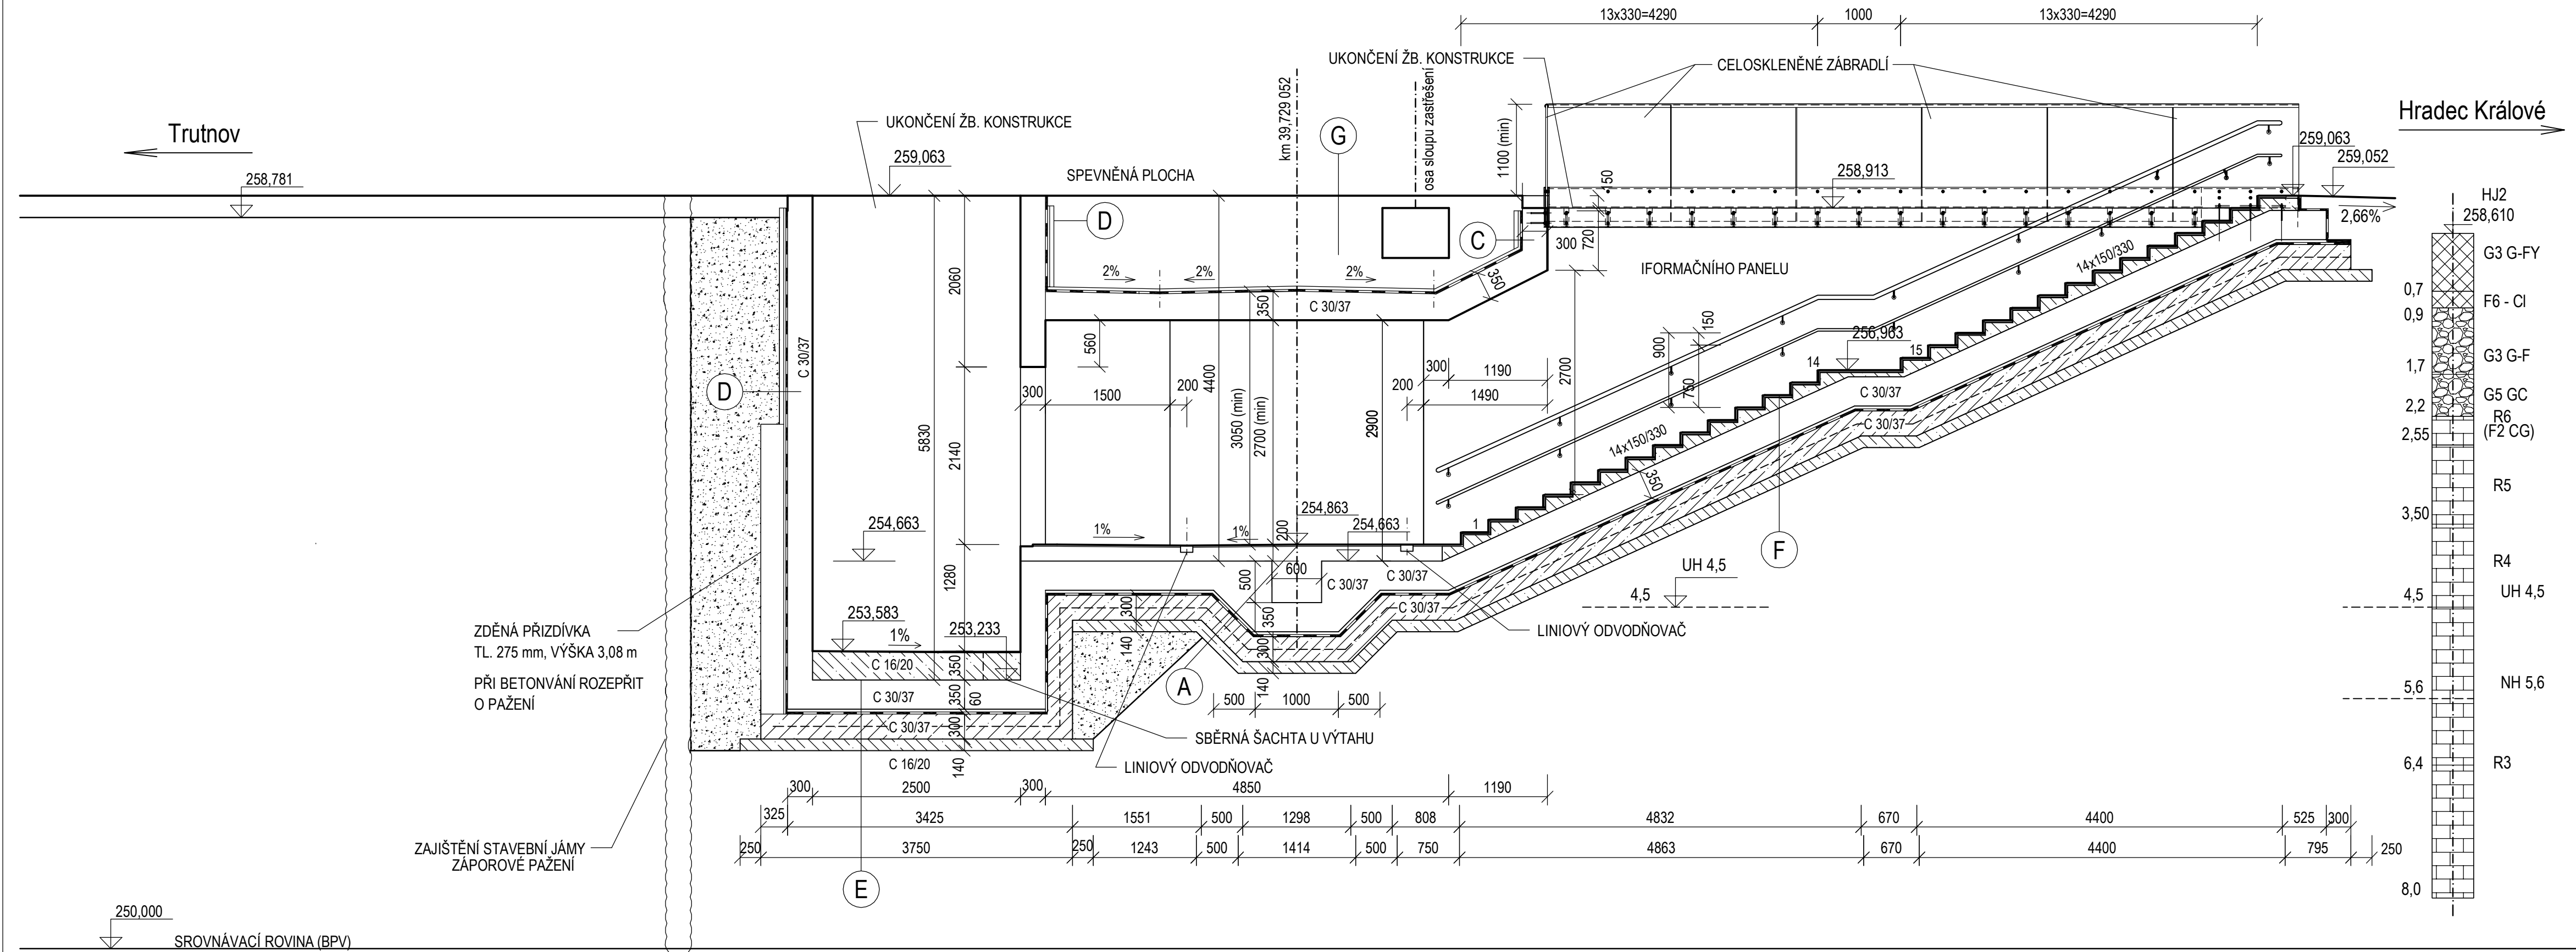 13x330=4290
1000
13x330=4290
UKONČENÍ ŽB. KONSTRUKCE
CELOSKLENĚNÉ ZÁBRADLÍ
Trutnov
Hradec Králové
UKONČENÍ ŽB. KONSTRUKCE
km 39,729 052
osa sloupu zastřešení
G
1100 (min)
259,063
259,063
259,052
258,781
SPEVNĚNÁ PLOCHA
258,913
150
HJ2
258,610
2,66%
D
C
300
720
G3 G-FY
2%
2%
2%
IFORMAČNÍHO PANELU
14x150/330
350
2060
350
C 30/37
0,7
F6 - CI
0,9
560
150
900
256,963
15
14
G3 G-F
1,7
C 30/37
D
4400
300
1500
200
300
1190
200
1490
2700
750
G5 GC
2,2
R6
(F2 CG)
2,55
5830
2140
3050 (min)
2700 (min)
2900
C 30/37
C 30/37
14x150/330
350
R5
3,50
254,663
1%
1%
200
254,863
254,663
1
F
R4
1280
500
600
C 30/37
C 30/37
UH 4,5
4,5
4,5
UH 4,5
300
350
C 30/37
253,583
1%
253,233
140
300
LINIOVÝ ODVODŇOVAČ
ZDĚNÁ PŘIZDÍVKA
TL. 275 mm, VÝŠKA 3,08 m
PŘI BETONVÁNÍ ROZEPŘIT
O PAŽENÍ
C 16/20
350
A
140
C 30/37
350
60
500
1000
500
5,6
NH 5,6
C 30/37
300
SBĚRNÁ ŠACHTA U VÝTAHU
C 16/20
140
LINIOVÝ ODVODŇOVAČ
6,4
R3
300
2500
300
4850
1190
325
3425
1551
500
1298
500
808
4832
670
4400
525
300
ZAJIŠTĚNÍ STAVEBNÍ JÁMY
ZÁPOROVÉ PAŽENÍ
250
3750
250
1243
500
1414
500
750
4863
670
4400
795
250
E
8,0
250,000
SROVNÁVACÍ ROVINA (BPV)